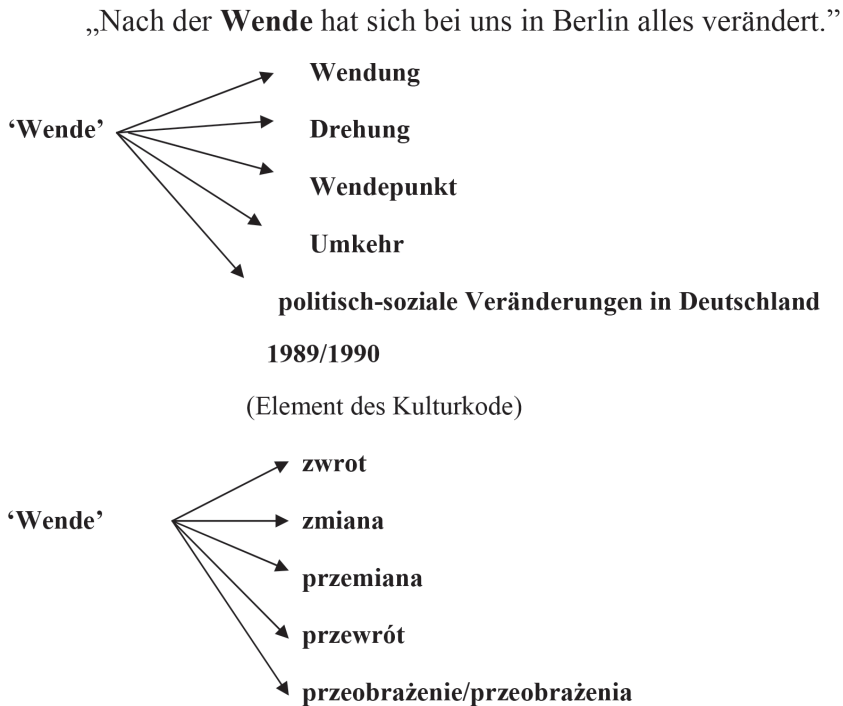 „Nach der Wende hat sich bei uns in Berlin alles verändert.”
Wendung
‘Wende’
Drehung
Wendepunkt
Umkehr
politisch-soziale Veränderungen in Deutschland
1989/1990
(Element des Kulturkode)
zwrot
‘Wende’
zmiana
przemiana
przewrót
przeobrażenie/przeobrażenia